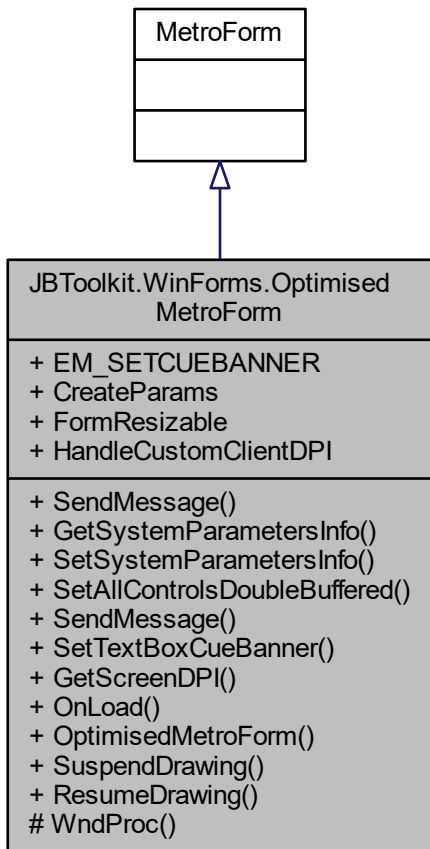 MetroForm
JBToolkit.WinForms.Optimised
MetroForm
+ EM_SETCUEBANNER
+ CreateParams
+ FormResizable
+ HandleCustomClientDPI
+ SendMessage()
+ GetSystemParametersInfo()
+ SetSystemParametersInfo()
+ SetAllControlsDoubleBuffered()
+ SendMessage()
+ SetTextBoxCueBanner()
+ GetScreenDPI()
+ OnLoad()
+ OptimisedMetroForm()
+ SuspendDrawing()
+ ResumeDrawing()
# WndProc()